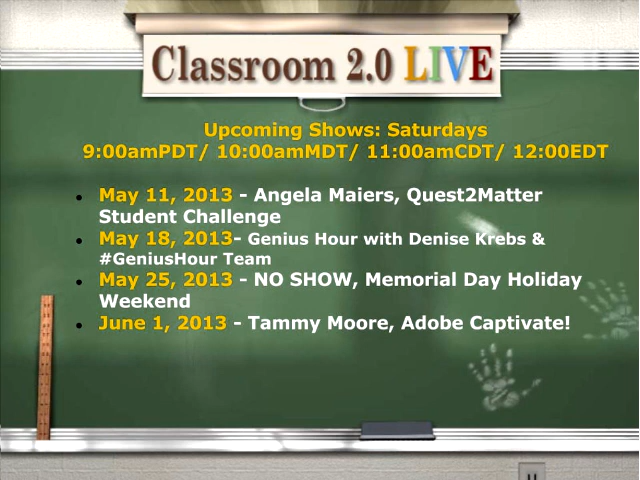 Classroom 2.0 LIVE
Upcoming Shows: Saturdays
9:00amPDT/ 10:00amMDT/ 11:00amCDT/ 12:00EDT
May 11, 2013 - Angela Maiers, Quest2Matter
Student Challenge
May 18, 2013- Genius Hour with Denise Krebs &
#GeniusHour Team
May 25, 2013 - NO SHOW, Memorial Day Holiday
Weekend
June 1, 2013 - Tammy Moore, Adobe Captivate!